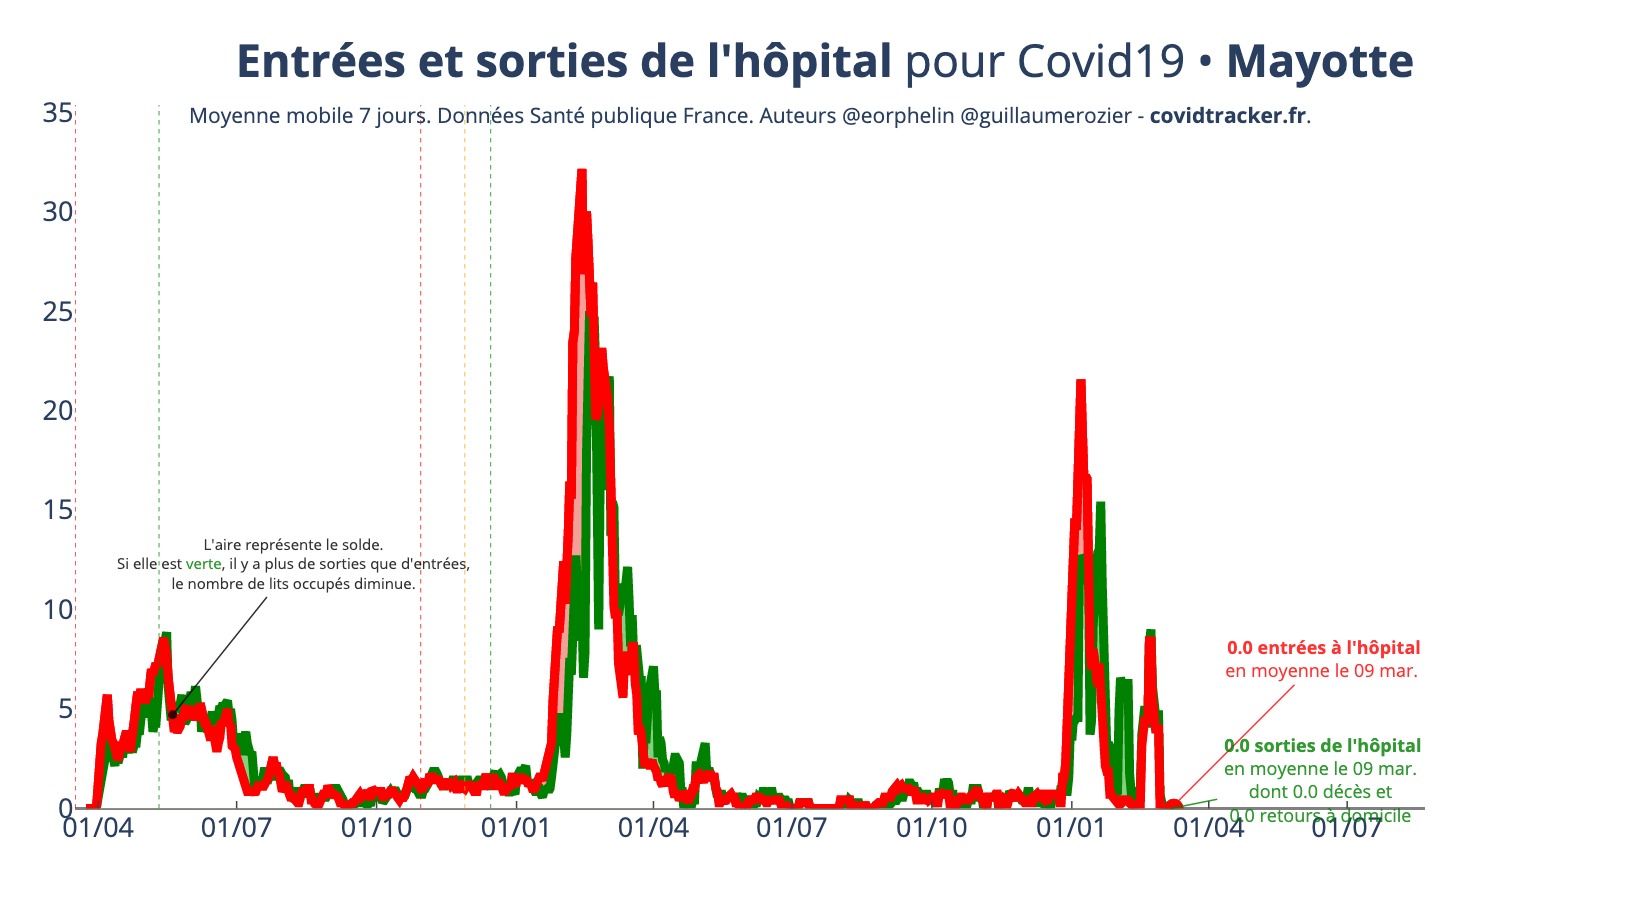 Entrées et sorties de l'hôpital pour Covid19 • Mayotte
Moyenne mobile 7 jours. Données Santé publique France. Auteurs @eorphelin @guillaumerozier - covidtracker.fr.
35
30
25
20
15
10
5
0
L'aire représente le solde.
Si elle est verte, il y a plus de sorties que d'entrées,
le nombre de lits occupés diminue.
0.0 entrées à l'hôpital
en moyenne le 09 mar.
0.0 sorties de l'hôpital
en moyenne le 09 mar.
dont 0.0 décès et
0.0 retours à domicile
01/04 01/07 01/10 01/01 01/04 01/07 01/10 01/01 01/04 01/07